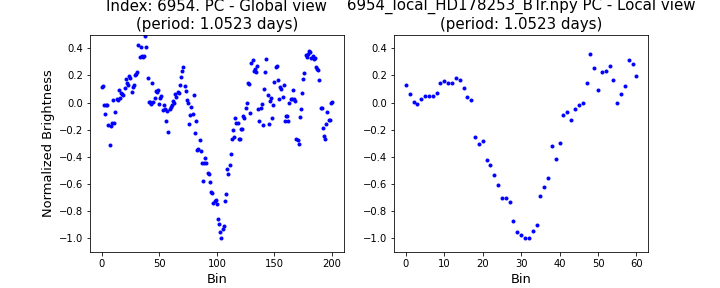 Index: 6954. PC - Global view
(period: 1.0523 days)
6954_local_HD178253_BTr.npy PC - Local view
(period: 1.0523 days)
Normalized Brightness
0.4
0.2
0.0
−0.2
−0.4
−0.6
−0.8
−1.0
0 50 100 150 200
Bin
0.4
0.2
0.0
−0.2
−0.4
−0.6
−0.8
−1.0
0 10 20 30 40 50 60
Bin